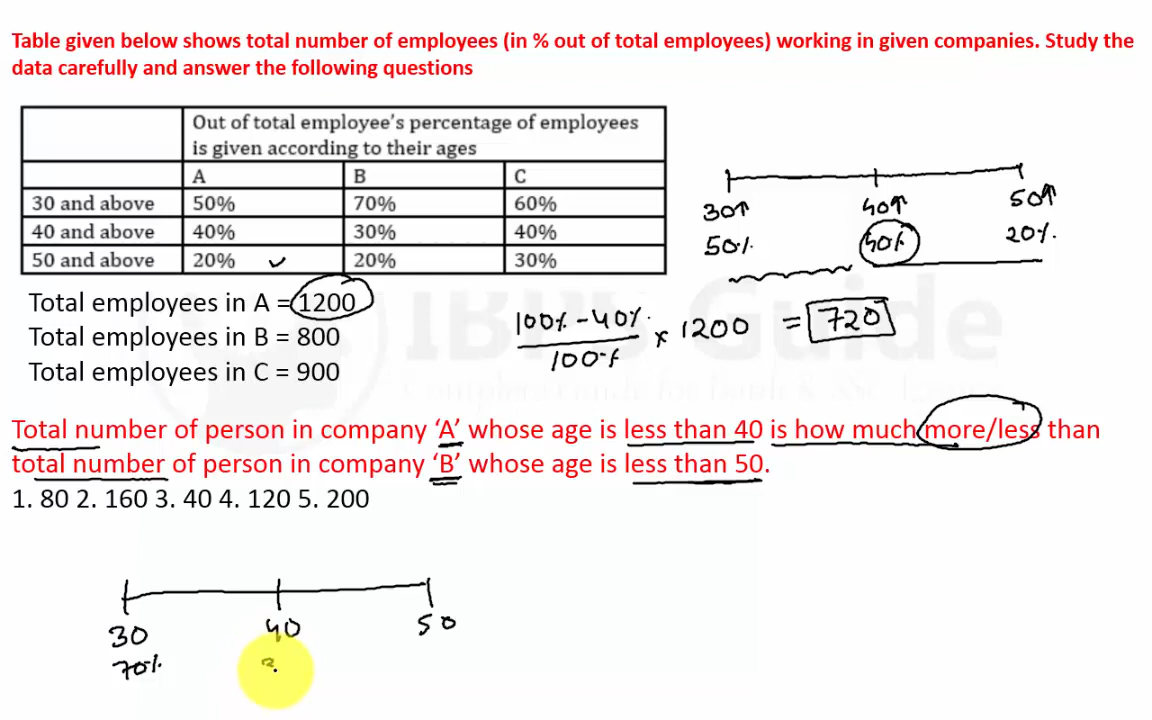 Table given below shows total number of employees (in % out of total employees) working in given companies. Study the
data carefully and answer the following questions
Out of total employee's percentage of employees
is given according to their ages
A B C
30 and above 50% 70% 60%
40 and above 40% 30% 40%
50 and above 20% 20% 30%
30↑ 40↑ 50↑
50% 40% 20%
Total employees in A = 1200
Total employees in B = 800
Total employees in C = 900
100% - 40%
100%
× 1200 = 720
IBPS Guide
Total number of person in company ‘A’ whose age is less than 40 is how much more/less than
total number of person in company ‘B’ whose age is less than 50.
1. 80 2. 160 3. 40 4. 120 5. 200
30 40 50
70% 3